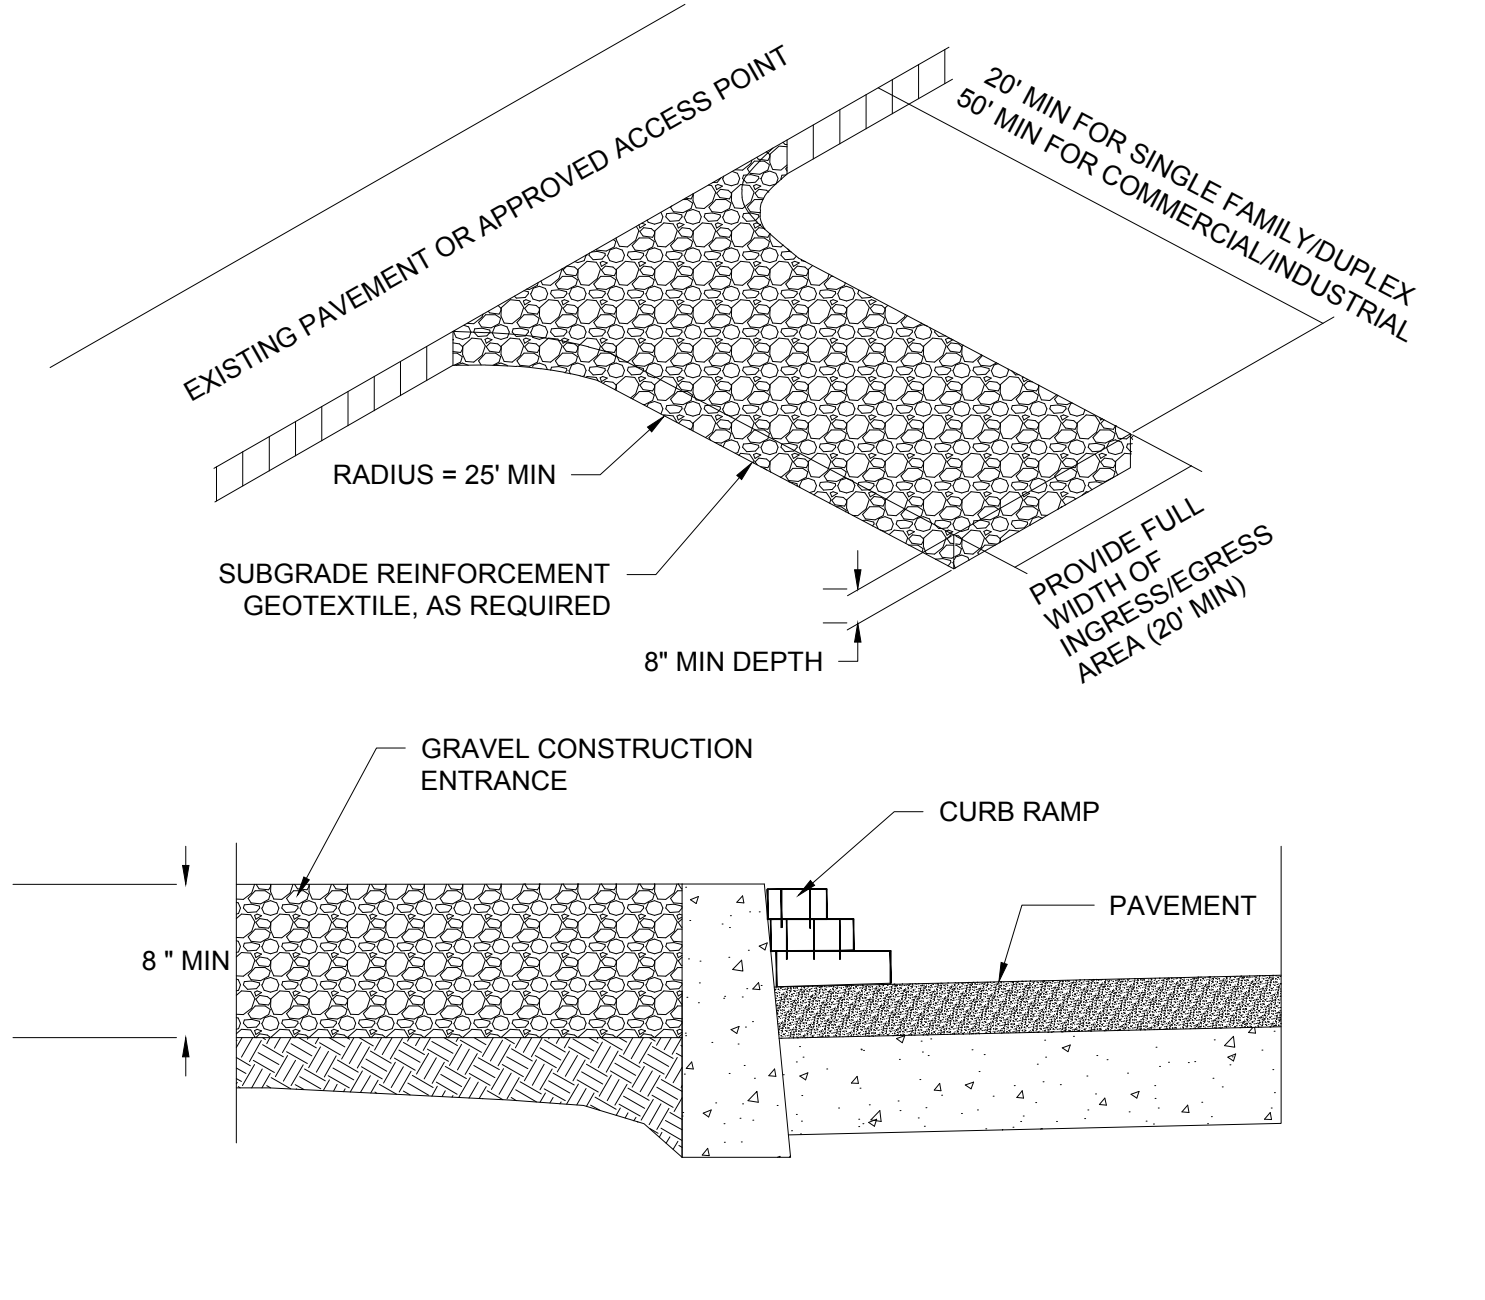 EXISTING PAVEMENT OR APPROVED ACCESS POINT
20' MIN FOR SINGLE FAMILY/DUPLEX
50' MIN FOR COMMERCIAL/INDUSTRIAL
RADIUS = 25' MIN
SUBGRADE REINFORCEMENT
GEOTEXTILE, AS REQUIRED
PROVIDE FULL
WIDTH OF
INGRESS/EGRESS
AREA (20' MIN)
8" MIN DEPTH
GRAVEL CONSTRUCTION
ENTRANCE
CURB RAMP
PAVEMENT
8 " MIN